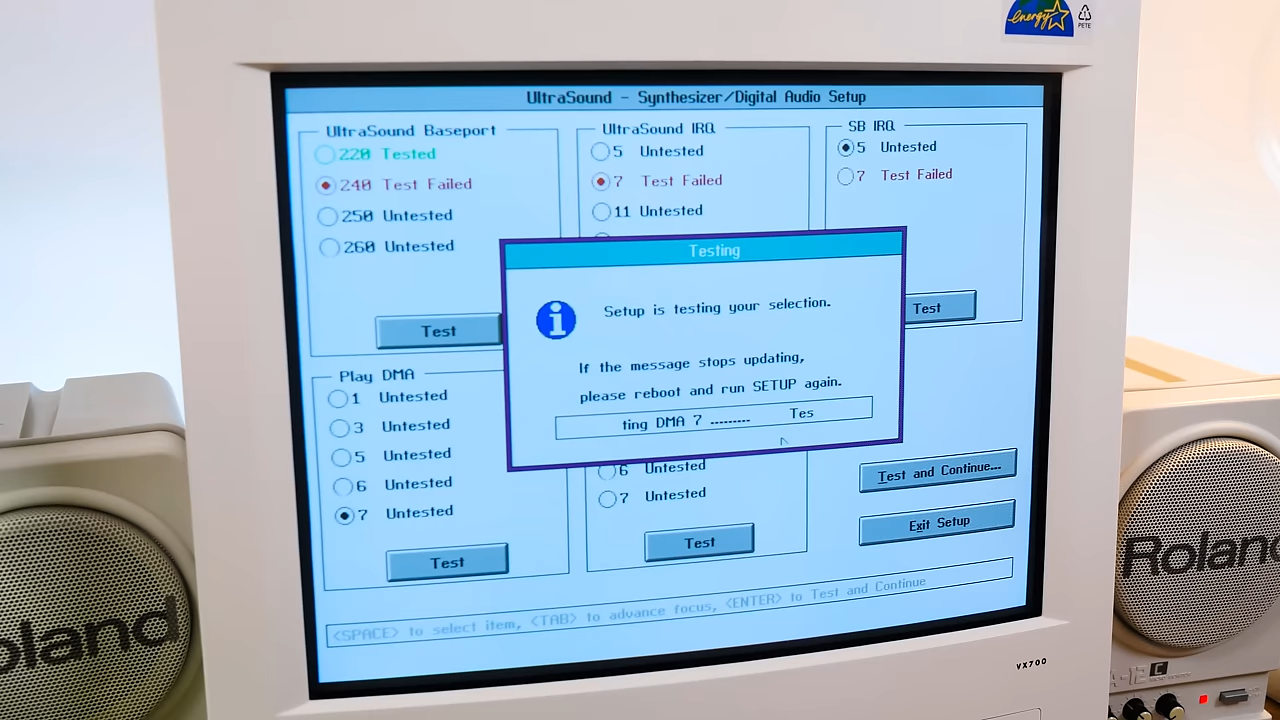 energy
PETE
UltraSound - Synthesizer/Digital Audio Setup
UltraSound Baseport
220 Tested
240 Test Failed
250 Untested
260 Untested
Test
UltraSound IRQ
5 Untested
7 Test Failed
11 Untested
SB IRQ
5 Untested
7 Test Failed
Test
Testing
Setup is testing your selection.
If the message stops updating,
please reboot and run SETUP again.
ting DMA 7 --------- Tes
Play DMA
1 Untested
3 Untested
5 Untested
6 Untested
7 Untested
Test
6 Untested
7 Untested
Test
Test and Continue...
Exit Setup
<SPACE> to select item, <TAB> to advance focus, <ENTER> to Test and Continue
VX700
oland
Roland
C